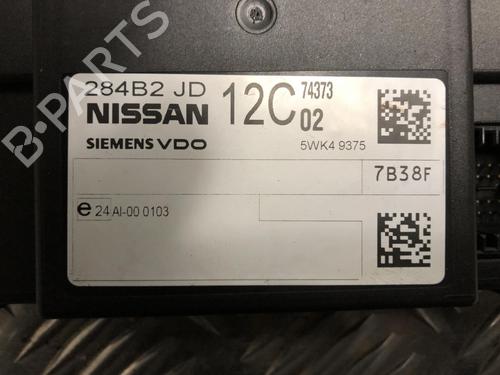 284B2 JD
NISSAN
12C
74373
02
SIEMENS VDO
5WK4 9375
7B38F
e 24 AI-00 0103
B PARTS